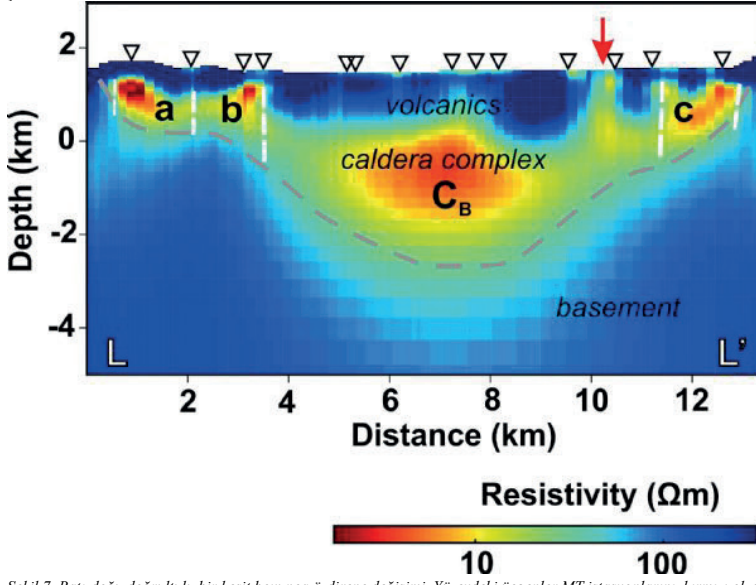 2
0
-2
-4
Depth (km)
a
b
c
volcanics
caldera complex
C_B
basement
L
L'
2 4 6 8 10 12
Distance (km)
Resistivity (Ωm)
10 100